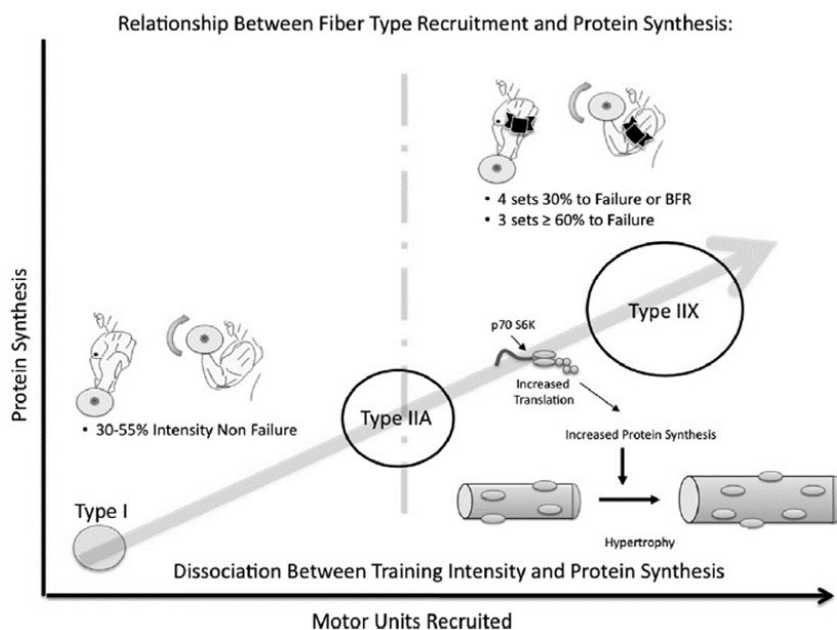 Relationship Between Fiber Type Recruitment and Protein Synthesis:
• 4 sets 30% to Failure or BFR
• 3 sets ≥ 60% to Failure
Type IIX
p70 S6K
Increased
Translation
Protein Synthesis
Type IIA
• 30-55% Intensity Non Failure
Increased Protein Synthesis
Type I
Hypertrophy
Dissociation Between Training Intensity and Protein Synthesis
Motor Units Recruited